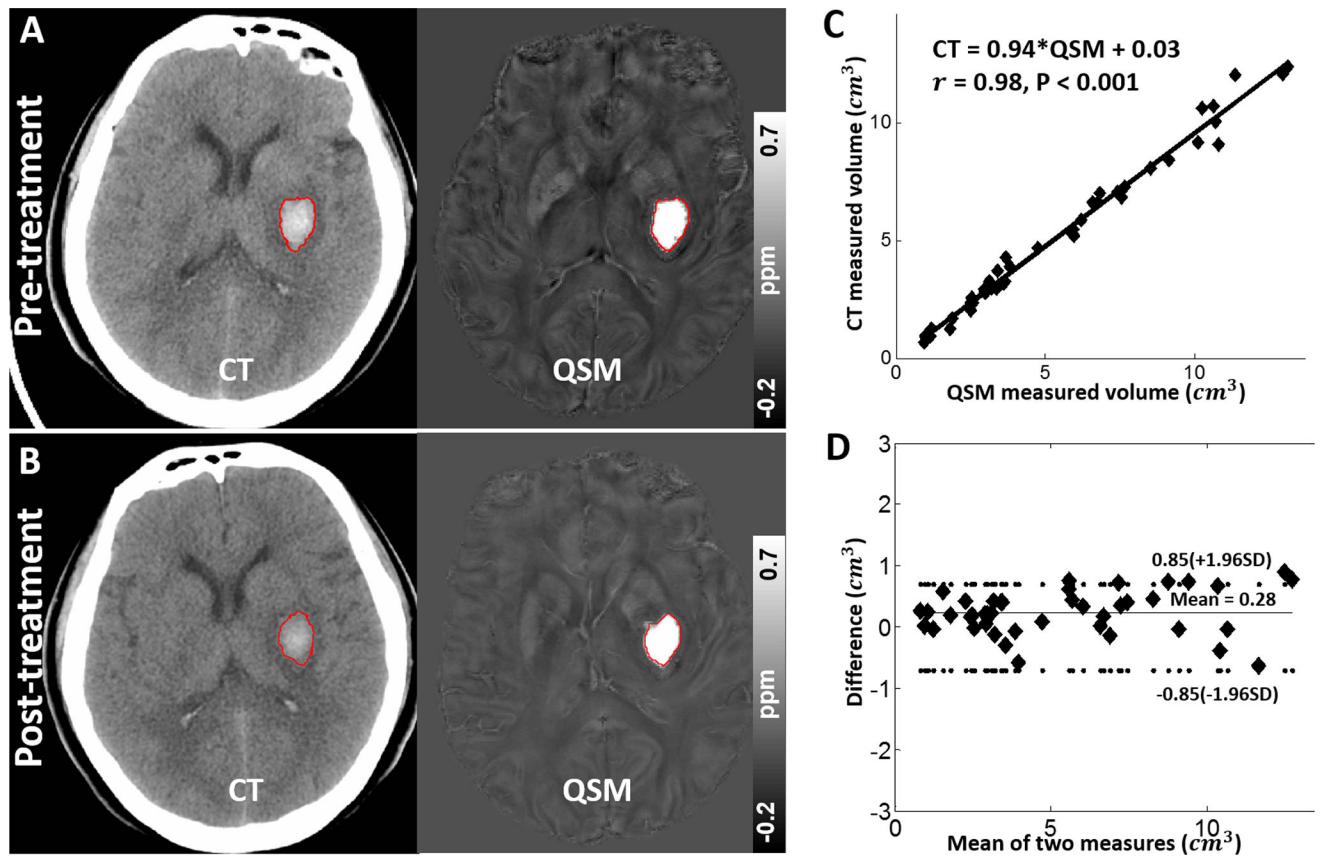 A
Pre-treatment
CT
QSM
0.7
ppm
-0.2
B
Post-treatment
CT
QSM
0.7
ppm
-0.2
C
CT = 0.94*QSM + 0.03
r = 0.98, P < 0.001
CT measured volume (cm³)
10
5
0
0
5
10
QSM measured volume (cm³)
D
Difference (cm³)
3
2
1
0
-1
-2
-3
0.85(+1.96SD)
Mean = 0.28
-0.85(-1.96SD)
0
5
10
Mean of two measures (cm³)